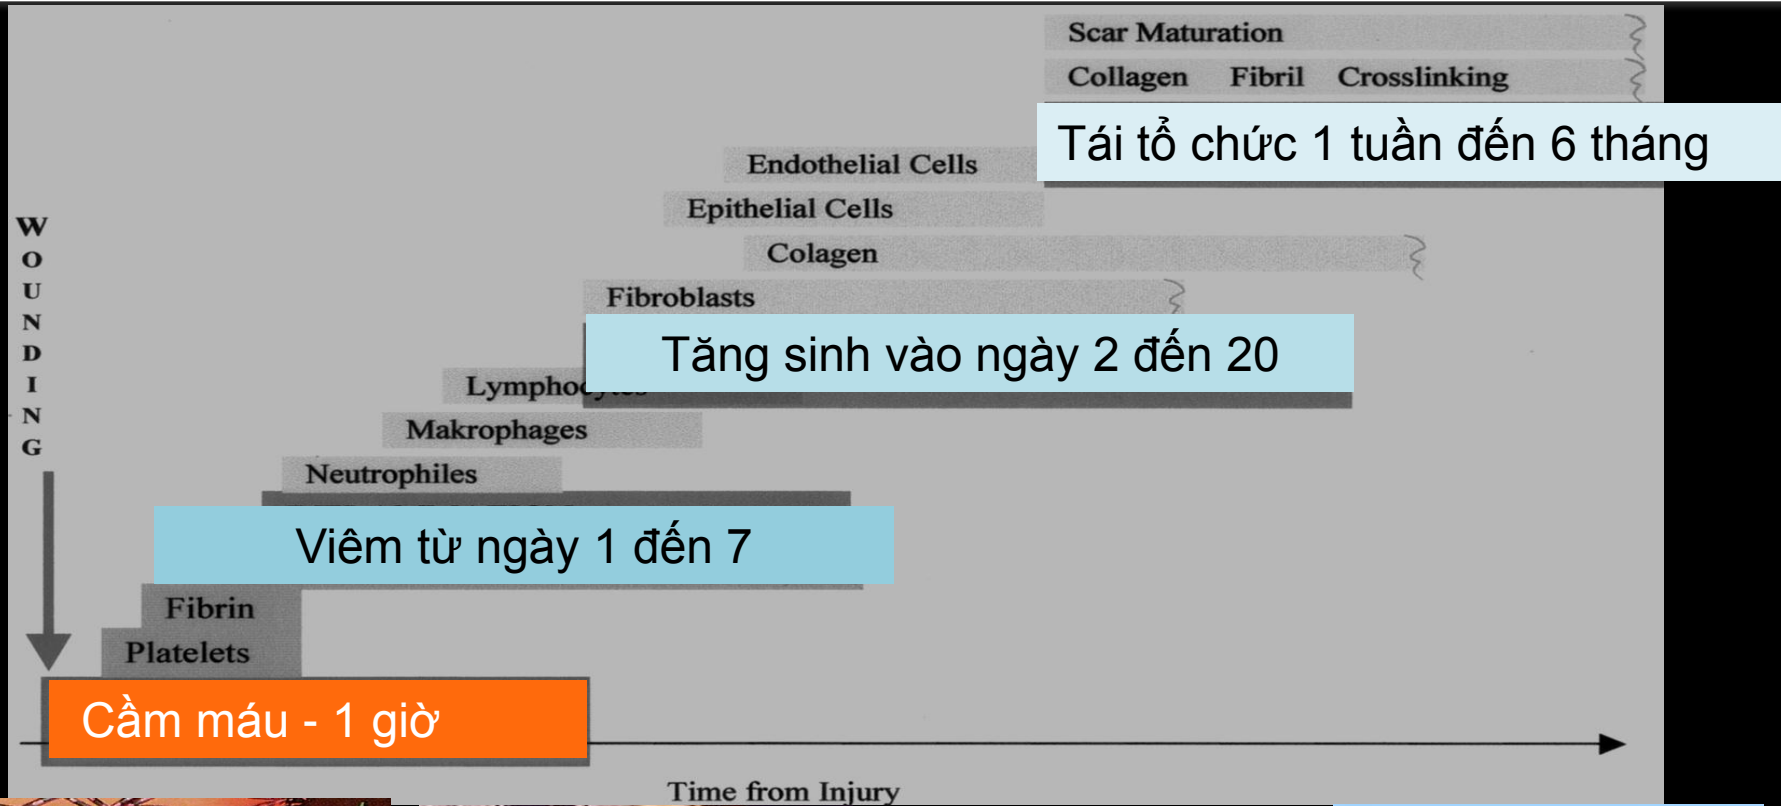 Scar Maturation
Collagen Fibril Crosslinking
Tái tổ chức 1 tuần đến 6 tháng
Endothelial Cells
Epithelial Cells
WOUNDING
Colagen
Fibroblasts
Tăng sinh vào ngày 2 đến 20
Lymphocytes
Makrophages
Neutrophiles
Viêm từ ngày 1 đến 7
Fibrin
Platelets
Cầm máu - 1 giờ
Time from Injury